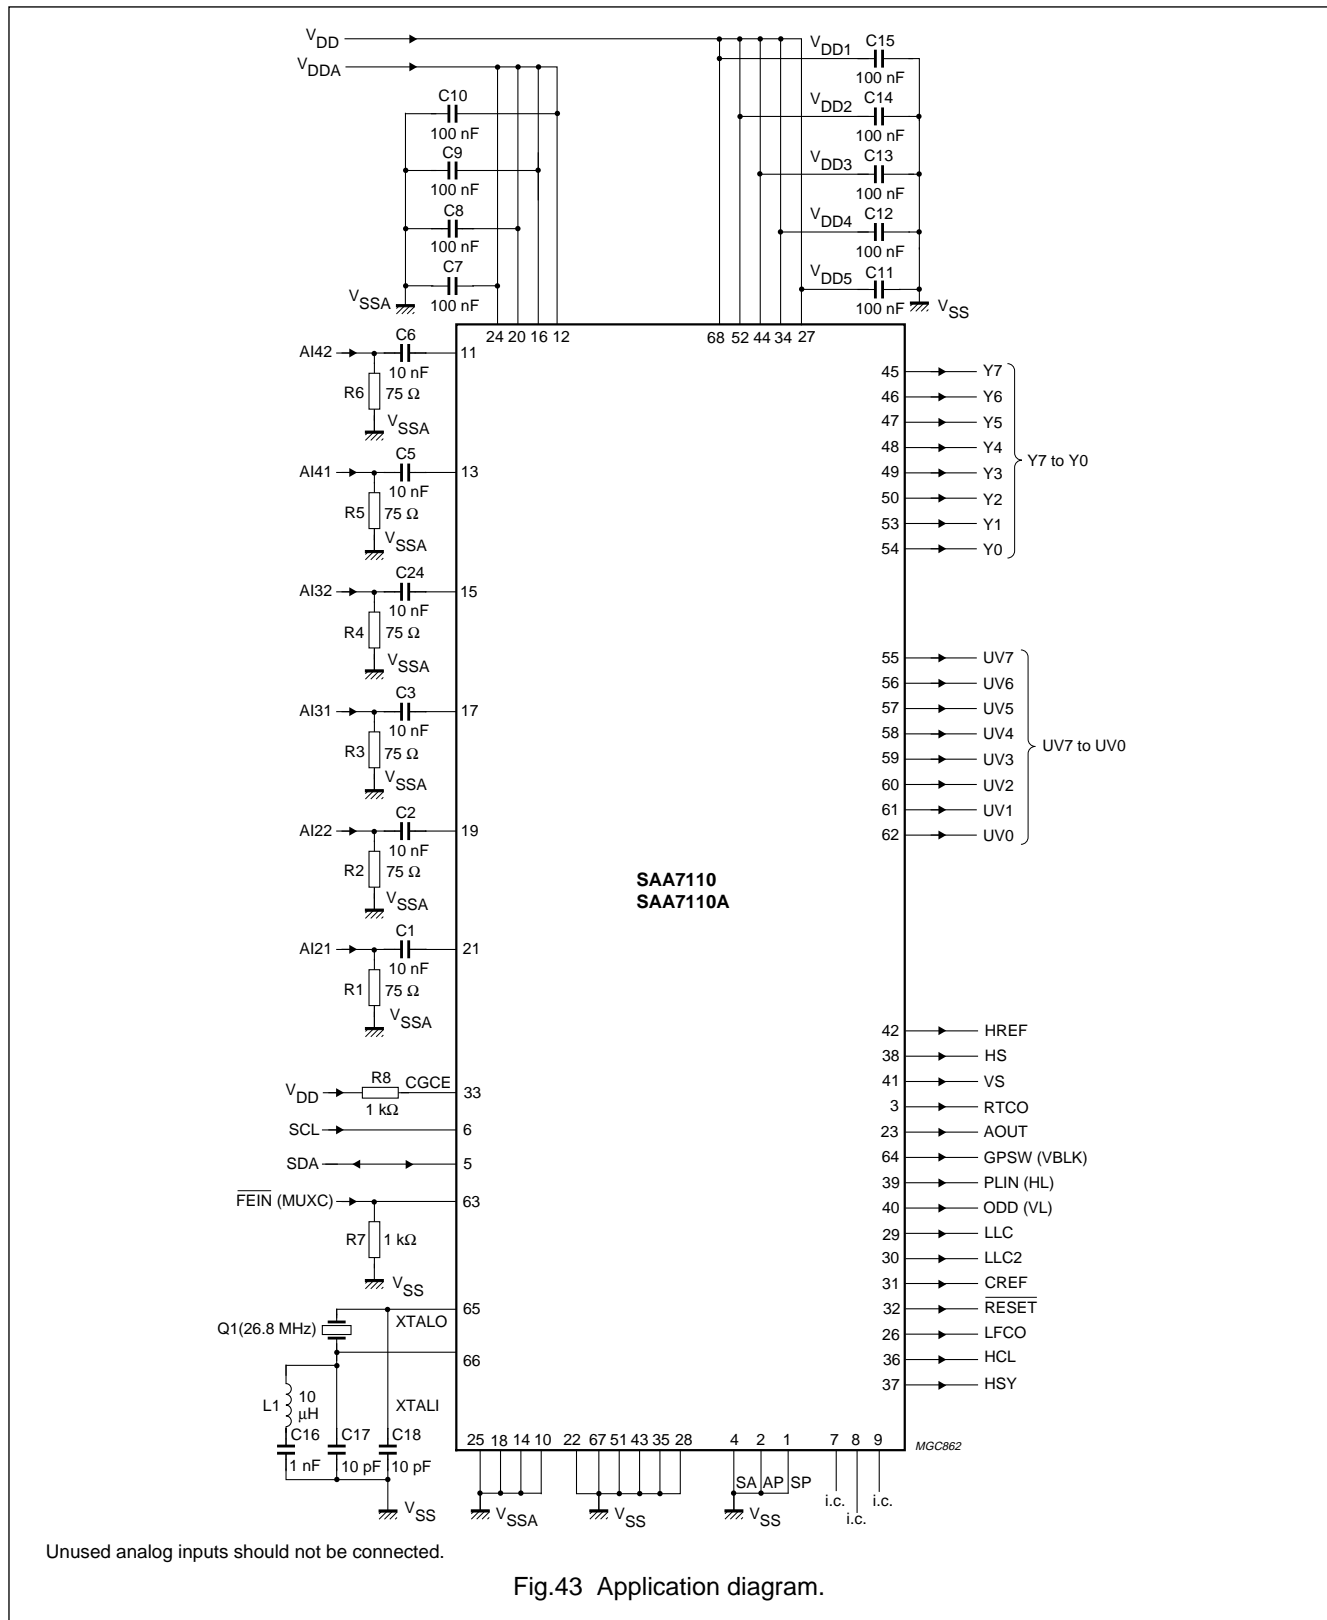 VDD
VDDA
VDD1 C15
100 nF
C10
100 nF
VDD2 C14
100 nF
C9
100 nF
VDD3 C13
100 nF
C8
100 nF
VDD4 C12
100 nF
C7
100 nF
VSSA
VDD5 C11
100 nF
VSS
24 20 16 12
68 52 44 34 27
AI42 C6 11
10 nF
R6 75 Ω
VSSA
AI41 C5 13
10 nF
R5 75 Ω
VSSA
AI32 C24 15
10 nF
R4 75 Ω
VSSA
AI31 C3 17
10 nF
R3 75 Ω
VSSA
AI22 C2 19
10 nF
R2 75 Ω
VSSA
AI21 C1 21
10 nF
R1 75 Ω
VSSA
VDD R8 CGCE 33
1 kΩ
SCL 6
SDA 5
FEIN (MUXC) 63
R7 1 kΩ
VSS
65
Q1(26.8 MHz) XTALO
66
L1 10 μH XTALI
C16 C17 C18
1 nF 10 pF 10 pF
VSS
SAA7110
SAA7110A
45 Y7
46 Y6
47 Y5
48 Y4
49 Y3
50 Y2
53 Y1
54 Y0
Y7 to Y0
55 UV7
56 UV6
57 UV5
58 UV4
59 UV3
60 UV2
61 UV1
62 UV0
UV7 to UV0
42 HREF
38 HS
41 VS
3 RTCO
23 AOUT
64 GPSW (VBLK)
39 PLIN (HL)
40 ODD (VL)
29 LLC
30 LLC2
31 CREF
32 RESET
26 LFCO
36 HCL
37 HSY
25 18 14 10
VSSA
22 67 51 43 35 28
VSS
4 2 1
SA AP SP
VSS
7 8 9
i.c. i.c. i.c.
MGC862
Unused analog inputs should not be connected.
Fig.43 Application diagram.